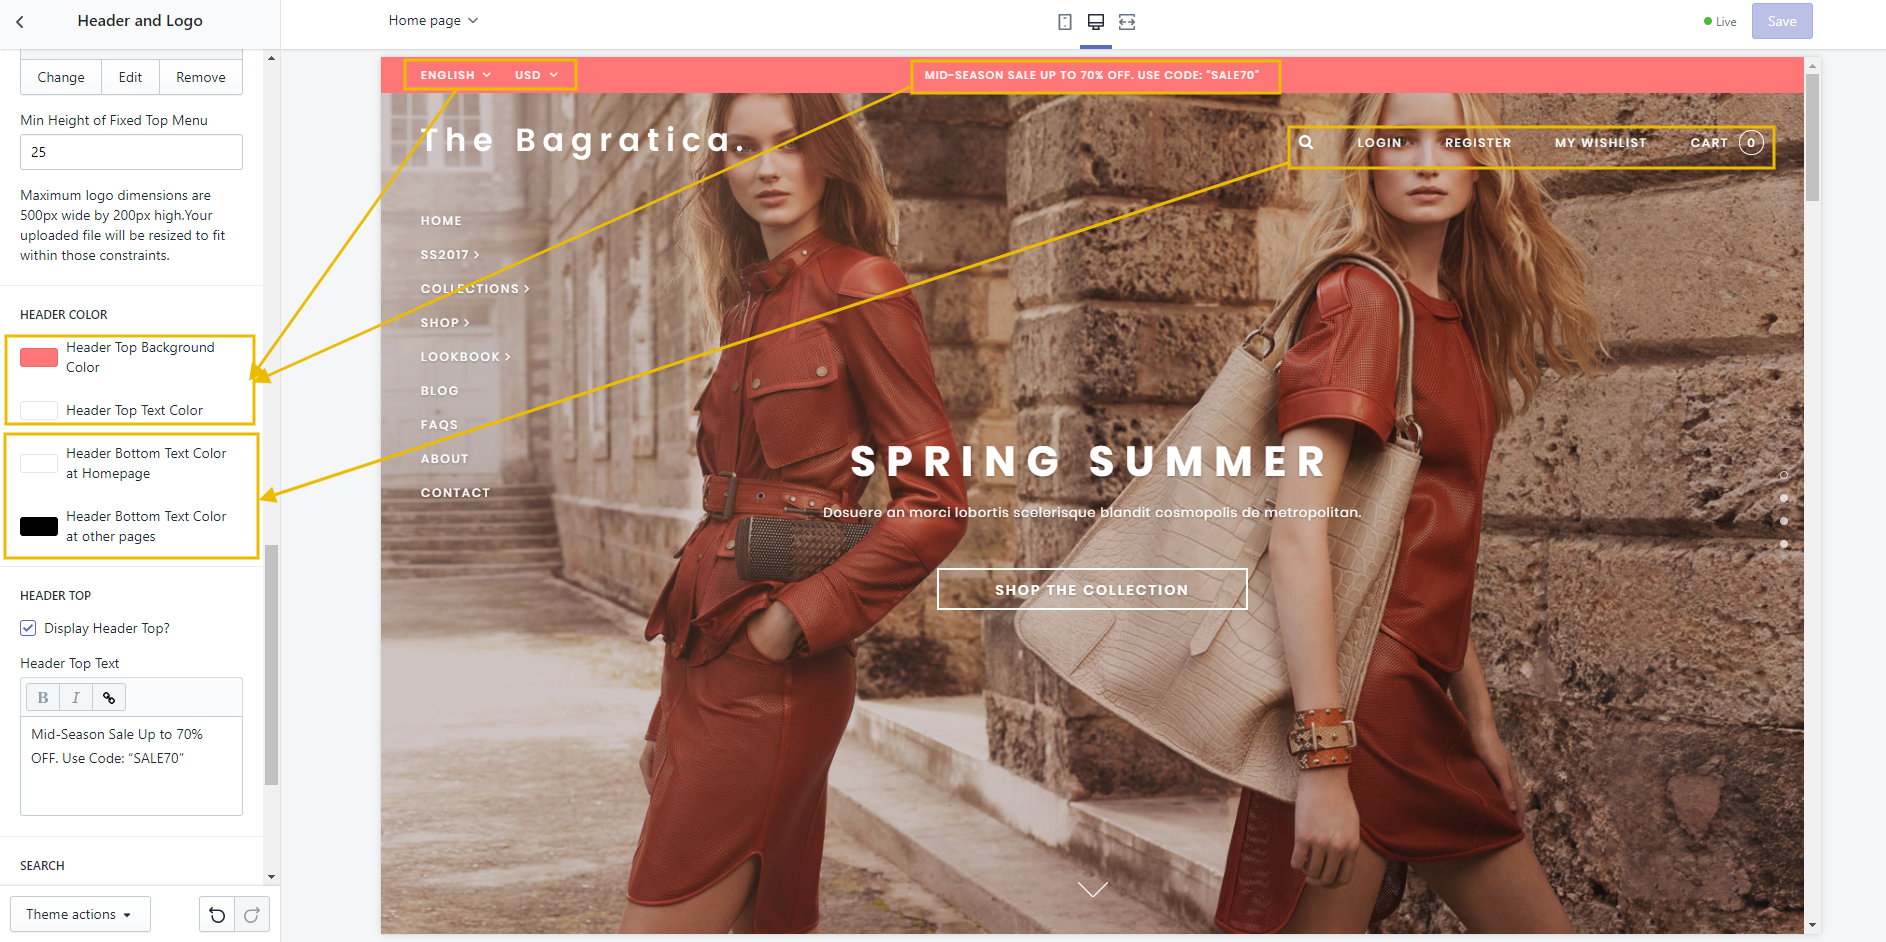 Header and Logo
Home page
Live
Save
Change
Edit
Remove
Min Height of Fixed Top Menu
25
Maximum logo dimensions are
500px wide by 200px high.Your
uploaded file will be resized to fit
within those constraints.
HEADER COLOR
Header Top Background
Color
Header Top Text Color
Header Bottom Text Color
at Homepage
Header Bottom Text Color
at other pages
HEADER TOP
Display Header Top?
Header Top Text
B I
Mid-Season Sale Up to 70%
OFF. Use Code: “SALE70”
SEARCH
Theme actions
ENGLISH
USD
MID-SEASON SALE UP TO 70% OFF. USE CODE: "SALE70"
The Bagratica.
LOGIN
REGISTER
MY WISHLIST
CART 0
HOME
SS2017
COLLECTIONS
SHOP
LOOKBOOK
BLOG
FAQS
ABOUT
CONTACT
SPRING SUMMER
Dosuere an morci lobortis scelerisque blandit cosmopolis de metropolitan.
SHOP THE COLLECTION